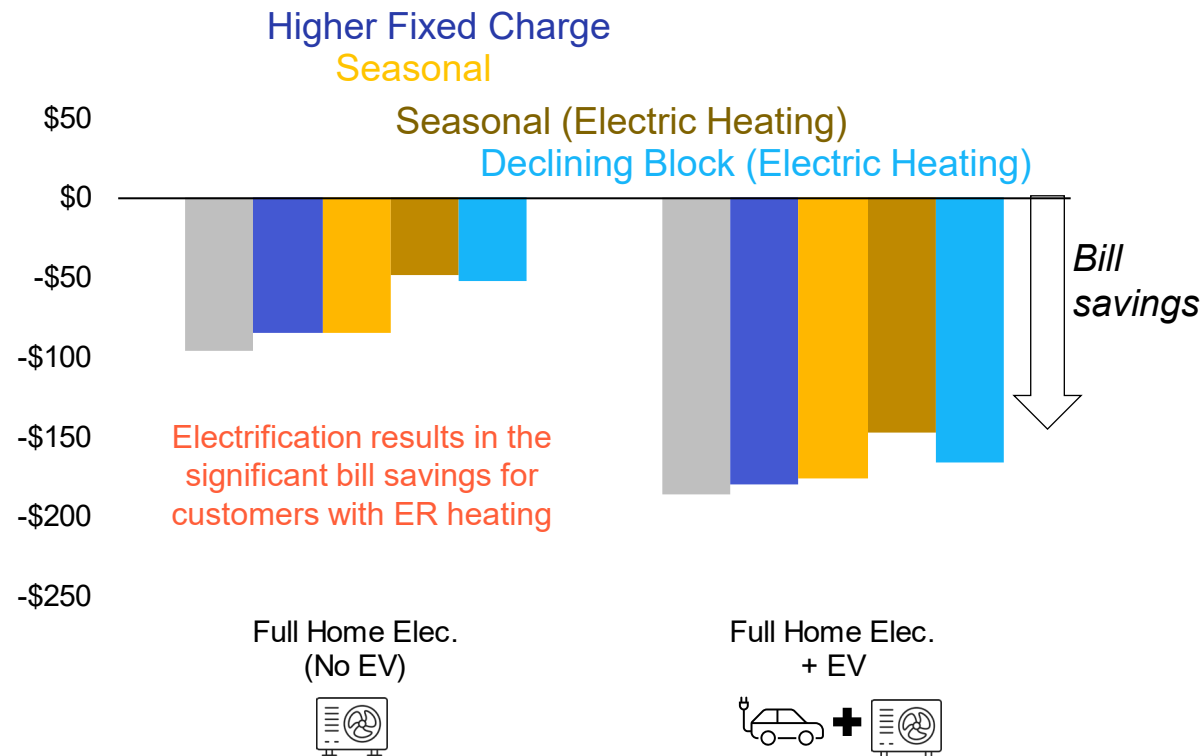 Higher Fixed Charge
Seasonal
Seasonal (Electric Heating)
Declining Block (Electric Heating)
$50
$0
-$50
-$100
-$150
-$200
-$250
Bill
savings
Electrification results in the
significant bill savings for
customers with ER heating
Full Home Elec.
(No EV)
Full Home Elec.
+ EV